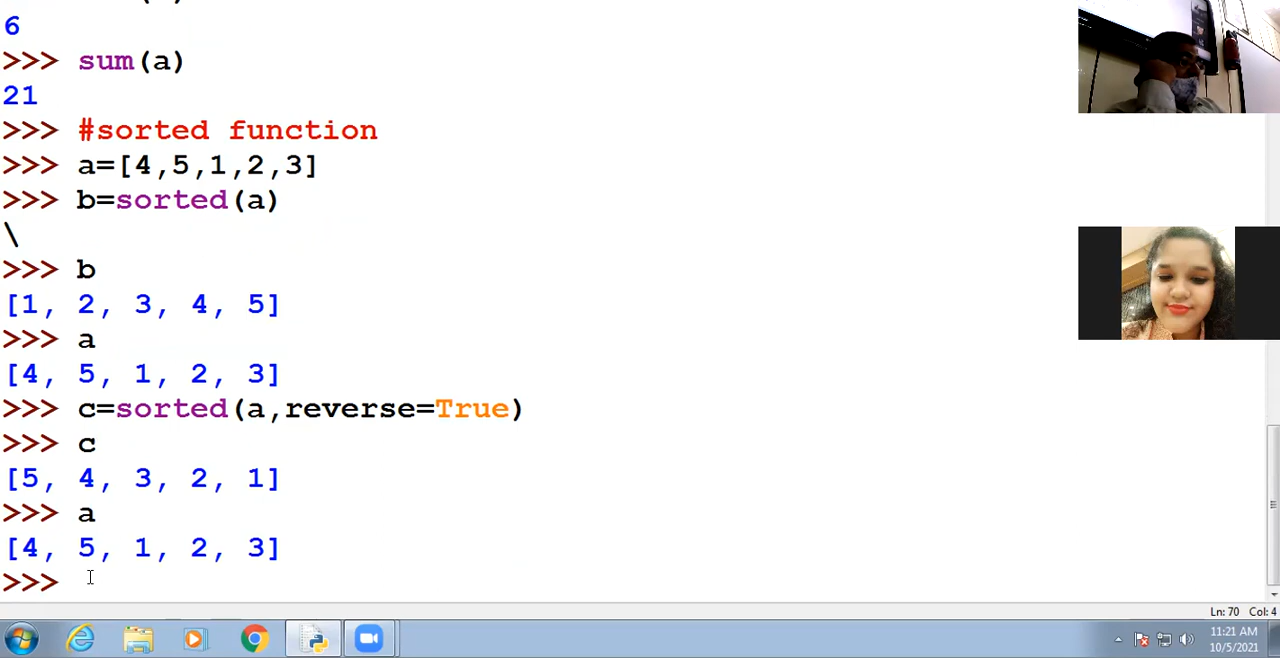 6
>>> sum(a)
21
>>> #sorted function
>>> a=[4,5,1,2,3]
>>> b=sorted(a)
\
>>> b
[1, 2, 3, 4, 5]
>>> a
[4, 5, 1, 2, 3]
>>> c=sorted(a,reverse=True)
>>> c
[5, 4, 3, 2, 1]
>>> a
[4, 5, 1, 2, 3]
>>>
Ln: 70 Col: 4
11:21 AM
10/5/2021